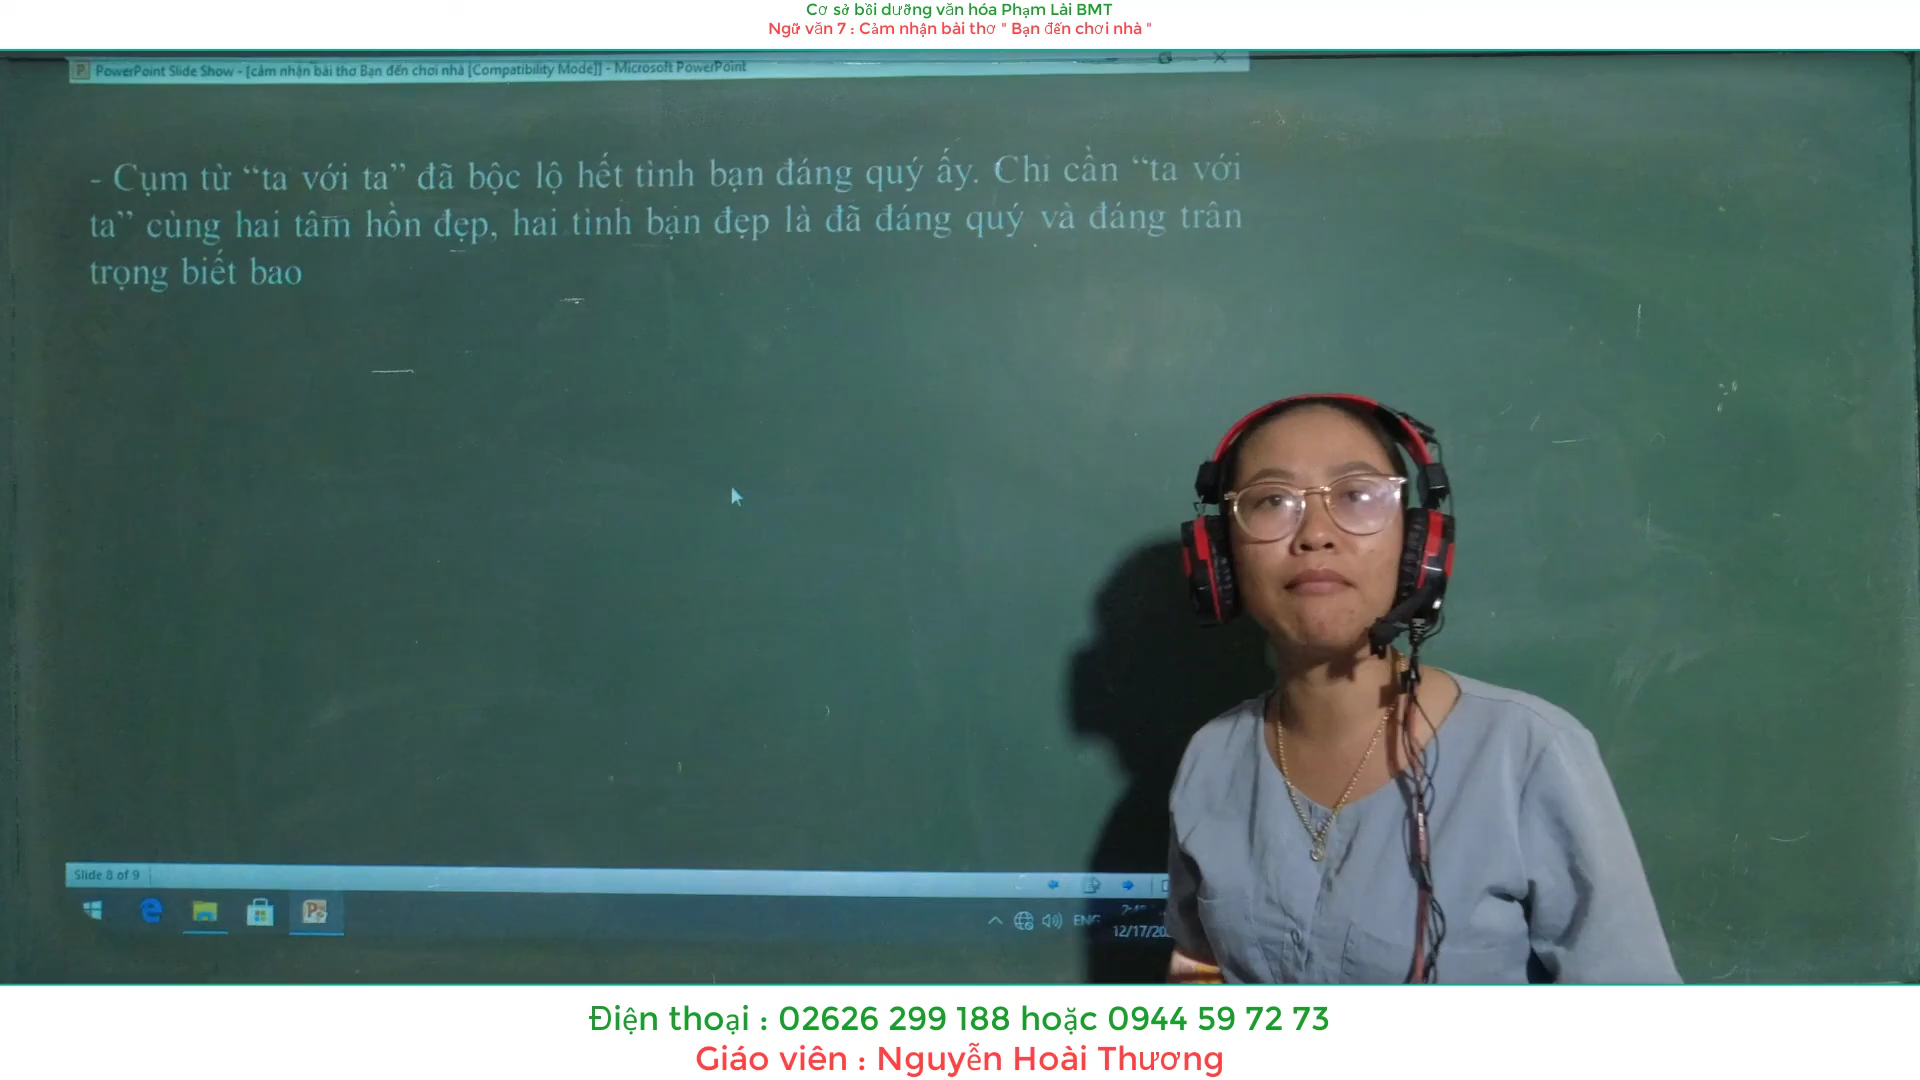 Cơ sở bồi dưỡng văn hóa Phạm Lài BMT
Ngữ văn 7 : Cảm nhận bài thơ " Bạn đến chơi nhà "
PowerPoint Slide Show - [cảm nhận bài thơ Bạn đến chơi nhà [Compatibility Mode]] - Microsoft PowerPoint
- Cụm từ “ta với ta” đã bộc lộ hết tình bạn đáng quý ấy. Chỉ cần “ta với
ta” cùng hai tâm hồn đẹp, hai tình bạn đẹp là đã đáng quý và đáng trân
trọng biết bao
Slide 8 of 9
ENG
12/17/20
Điện thoại : 02626 299 188 hoặc 0944 59 72 73
Giáo viên : Nguyễn Hoài Thương